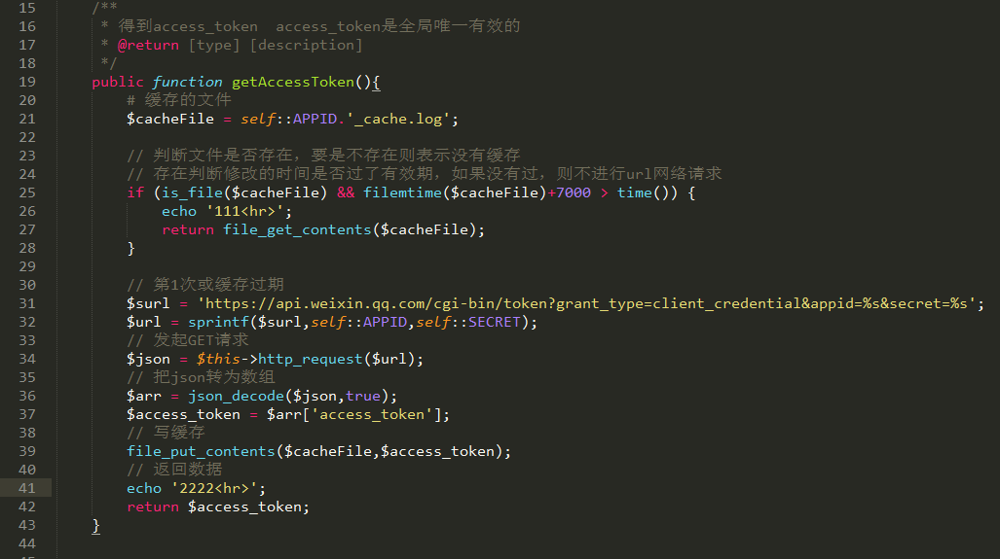 15 /**
16 * 得到access_token  access_token是全局唯一有效的
17 * @return [type] [description]
18 */
19 public function getAccessToken(){
20 # 缓存的文件
21 $cacheFile = self::APPID.'_cache.log';
22
23 // 判断文件是否存在，要是不存在则表示没有缓存
24 // 存在判断修改的时间是否过了有效期，如果没有过，则不进行url网络请求
25 if (is_file($cacheFile) && filemtime($cacheFile)+7000 > time()) {
26 echo '111<hr>';
27 return file_get_contents($cacheFile);
28 }
29
30 // 第1次或缓存过期
31 $surl = 'https://api.weixin.qq.com/cgi-bin/token?grant_type=client_credential&appid=%s&secret=%s';
32 $url = sprintf($surl,self::APPID,self::SECRET);
33 // 发起GET请求
34 $json = $this->http_request($url);
35 // 把json转为数组
36 $arr = json_decode($json,true);
37 $access_token = $arr['access_token'];
38 // 写缓存
39 file_put_contents($cacheFile,$access_token);
40 // 返回数据
41 echo '2222<hr>';
42 return $access_token;
43 }
44